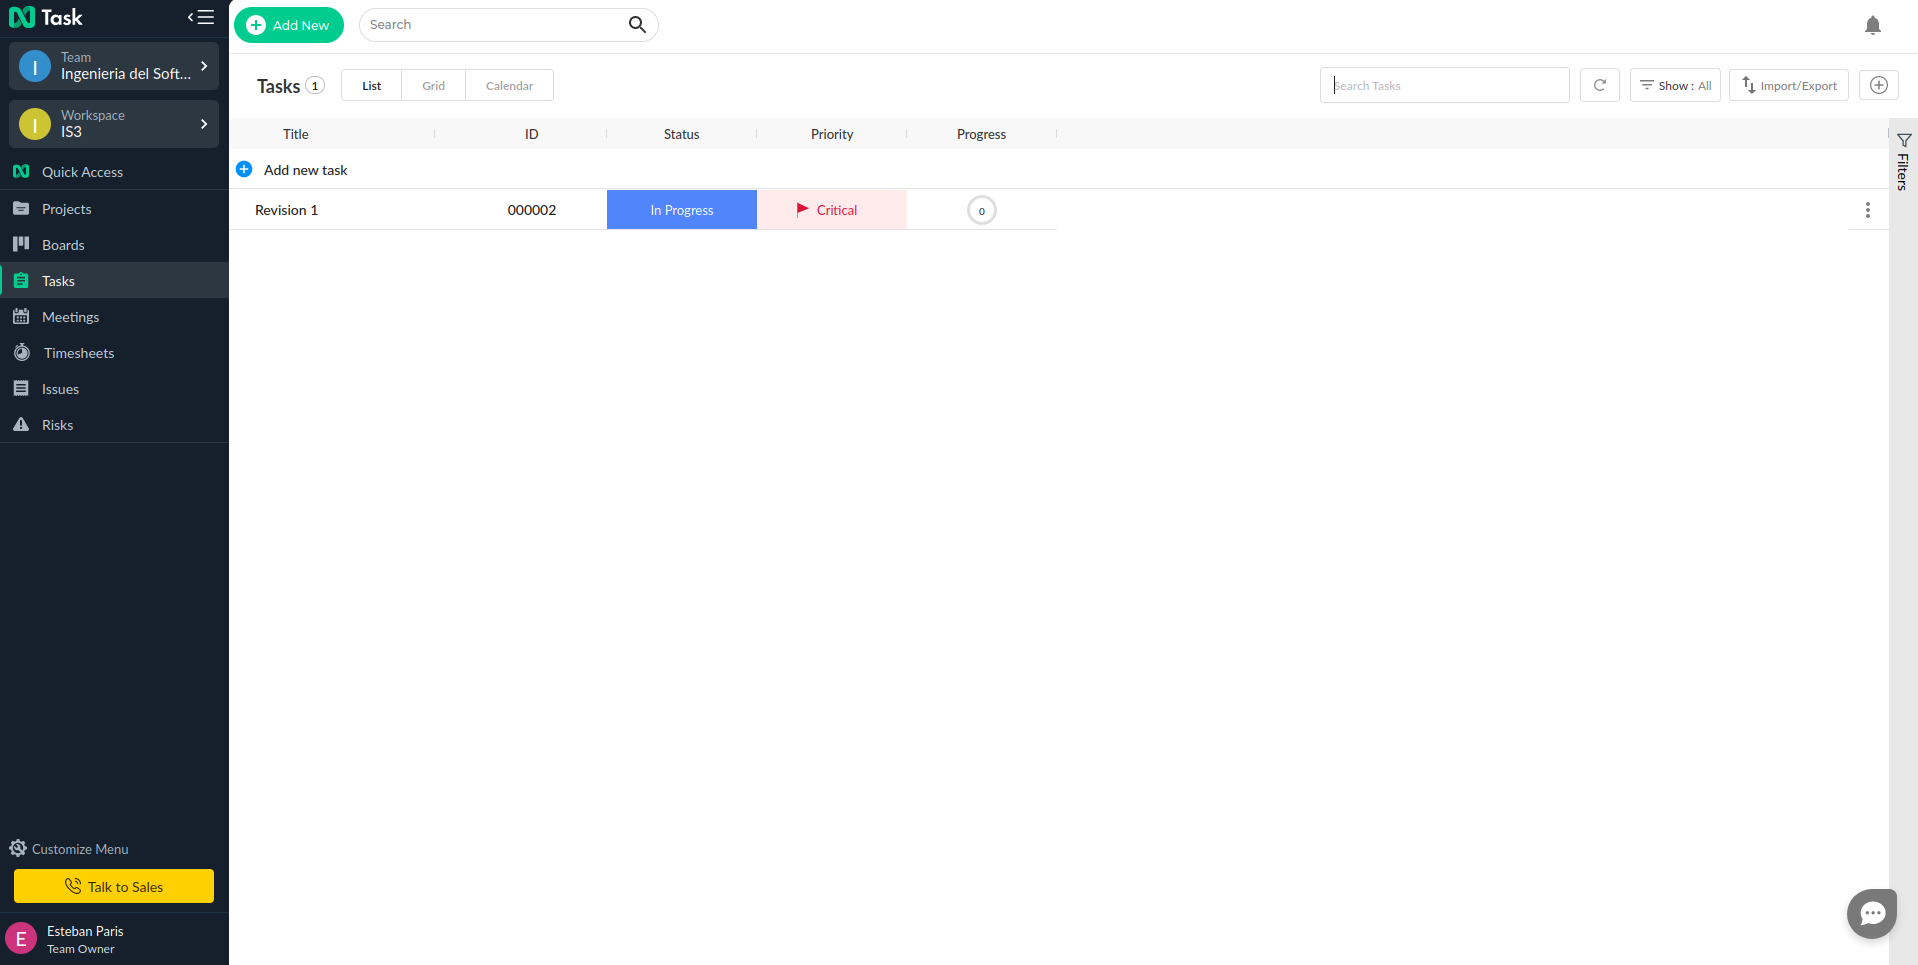 Task
Team
Ingenieria del Soft...
Workspace
IS3
Quick Access
Projects
Boards
Tasks
Meetings
Timesheets
Issues
Risks
Customize Menu
Talk to Sales
E
Esteban Paris
Team Owner
Add New
Search
Tasks 1 List Grid Calendar
Search Tasks
Show : All
Import/Export
Title ID Status Priority Progress
Add new task
Revision 1 000002 In Progress Critical 0
Filters